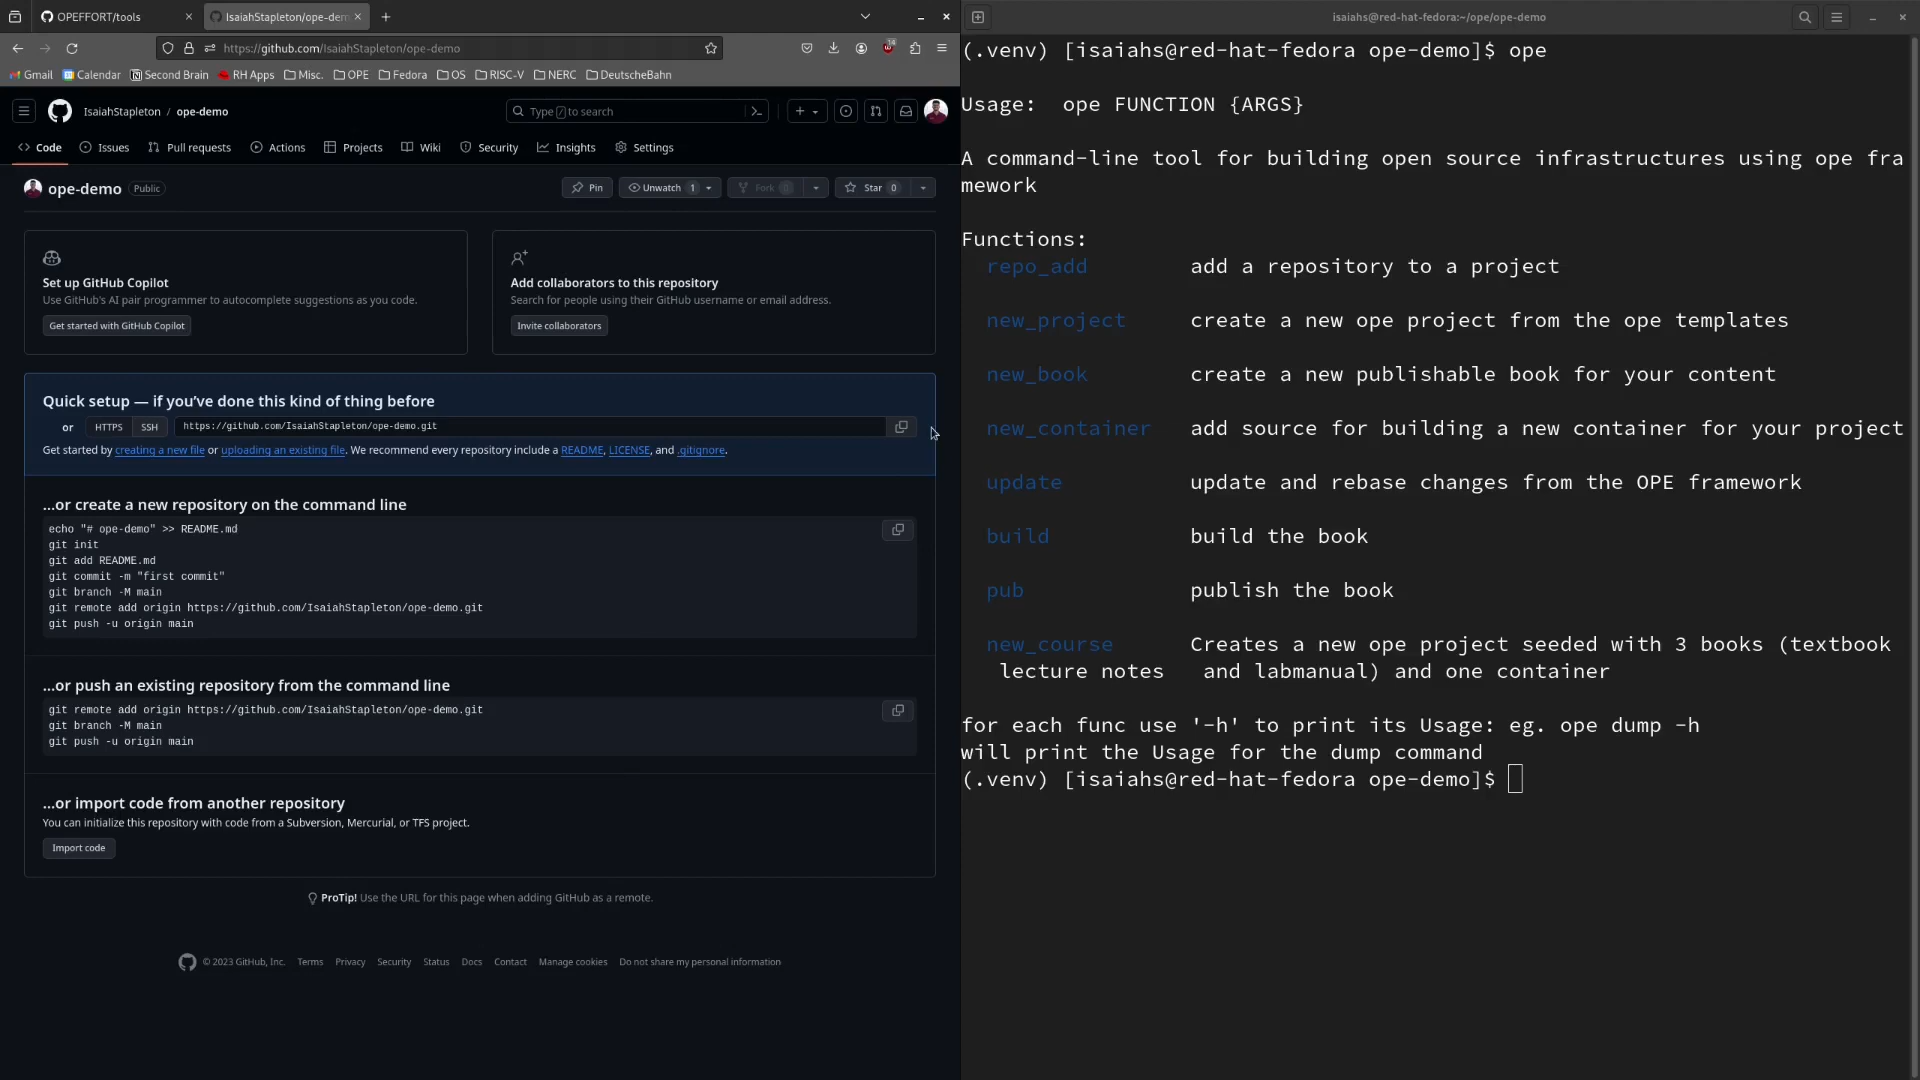 OPEFFORT/tools
IsaiahStapleton/ope-dem
https://github.com/IsaiahStapleton/ope-demo
Gmail Calendar Second Brain RH Apps Misc. OPE Fedora OS RISC-V NERC DeutscheBahn
IsaiahStapleton / ope-demo
Type / to search
Code Issues Pull requests Actions Projects Wiki Security Insights Settings
ope-demo Public
Pin Unwatch 1 Fork 0 Star 0
Set up GitHub Copilot
Use GitHub's AI pair programmer to autocomplete suggestions as you code.
Get started with GitHub Copilot
Add collaborators to this repository
Search for people using their GitHub username or email address.
Invite collaborators
Quick setup — if you've done this kind of thing before
or HTTPS SSH https://github.com/IsaiahStapleton/ope-demo.git
Get started by creating a new file or uploading an existing file. We recommend every repository include a README, LICENSE, and .gitignore.
…or create a new repository on the command line
echo "# ope-demo" >> README.md
git init
git add README.md
git commit -m "first commit"
git branch -M main
git remote add origin https://github.com/IsaiahStapleton/ope-demo.git
git push -u origin main
…or push an existing repository from the command line
git remote add origin https://github.com/IsaiahStapleton/ope-demo.git
git branch -M main
git push -u origin main
…or import code from another repository
You can initialize this repository with code from a Subversion, Mercurial, or TFS project.
Import code
ProTip! Use the URL for this page when adding GitHub as a remote.
© 2023 GitHub, Inc. Terms Privacy Security Status Docs Contact Manage cookies Do not share my personal information
isaiahs@red-hat-fedora:~/ope/ope-demo
(.venv) [isaiahs@red-hat-fedora ope-demo]$ ope
Usage:  ope FUNCTION {ARGS}
A command-line tool for building open source infrastructures using ope fra
mework
Functions:
repo_add add a repository to a project
new_project create a new ope project from the ope templates
new_book create a new publishable book for your content
new_container add source for building a new container for your project
update update and rebase changes from the OPE framework
build build the book
pub publish the book
new_course Creates a new ope project seeded with 3 books (textbook
lecture notes   and labmanual) and one container
for each func use '-h' to print its Usage: eg. ope dump -h
will print the Usage for the dump command
(.venv) [isaiahs@red-hat-fedora ope-demo]$